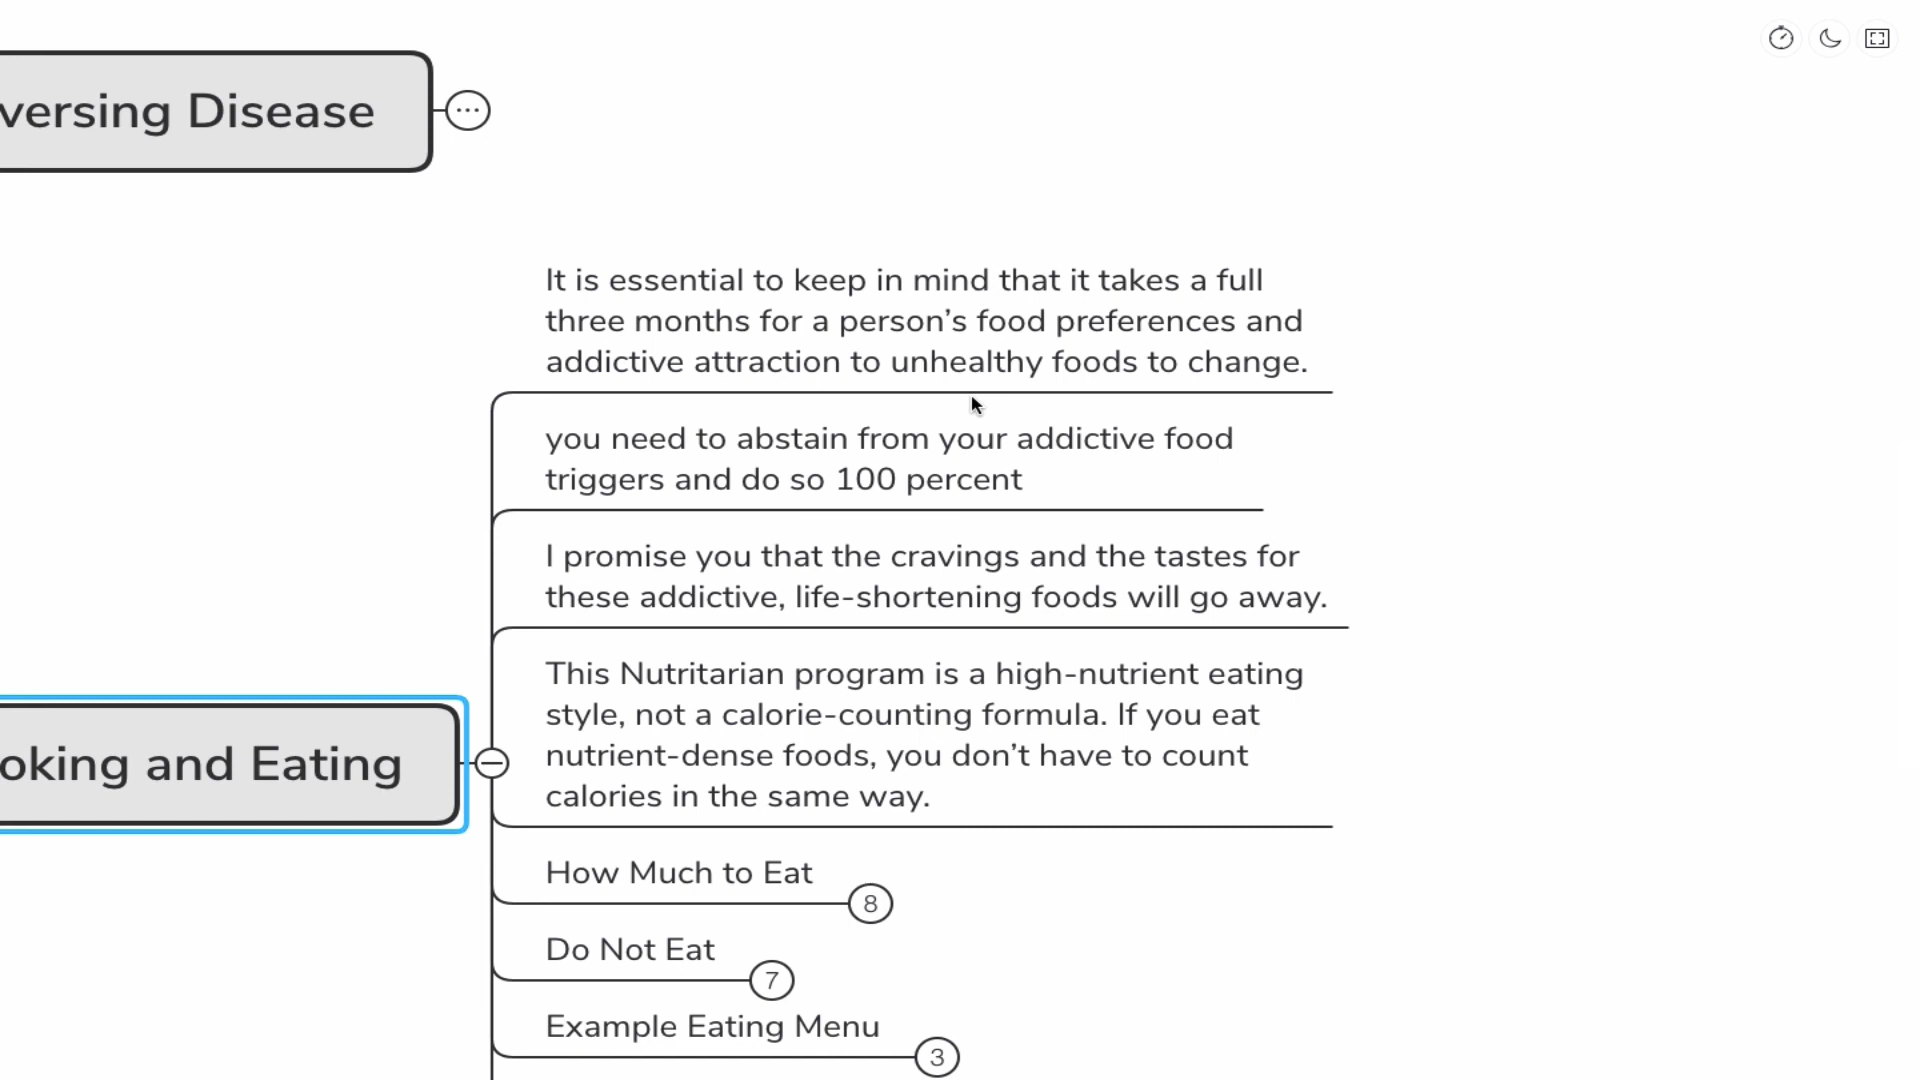 versing Disease
It is essential to keep in mind that it takes a full
three months for a person’s food preferences and
addictive attraction to unhealthy foods to change.
you need to abstain from your addictive food
triggers and do so 100 percent
I promise you that the cravings and the tastes for
these addictive, life-shortening foods will go away.
This Nutritarian program is a high-nutrient eating
style, not a calorie-counting formula. If you eat
nutrient-dense foods, you don’t have to count
calories in the same way.
oking and Eating
How Much to Eat
8
Do Not Eat
7
Example Eating Menu
3